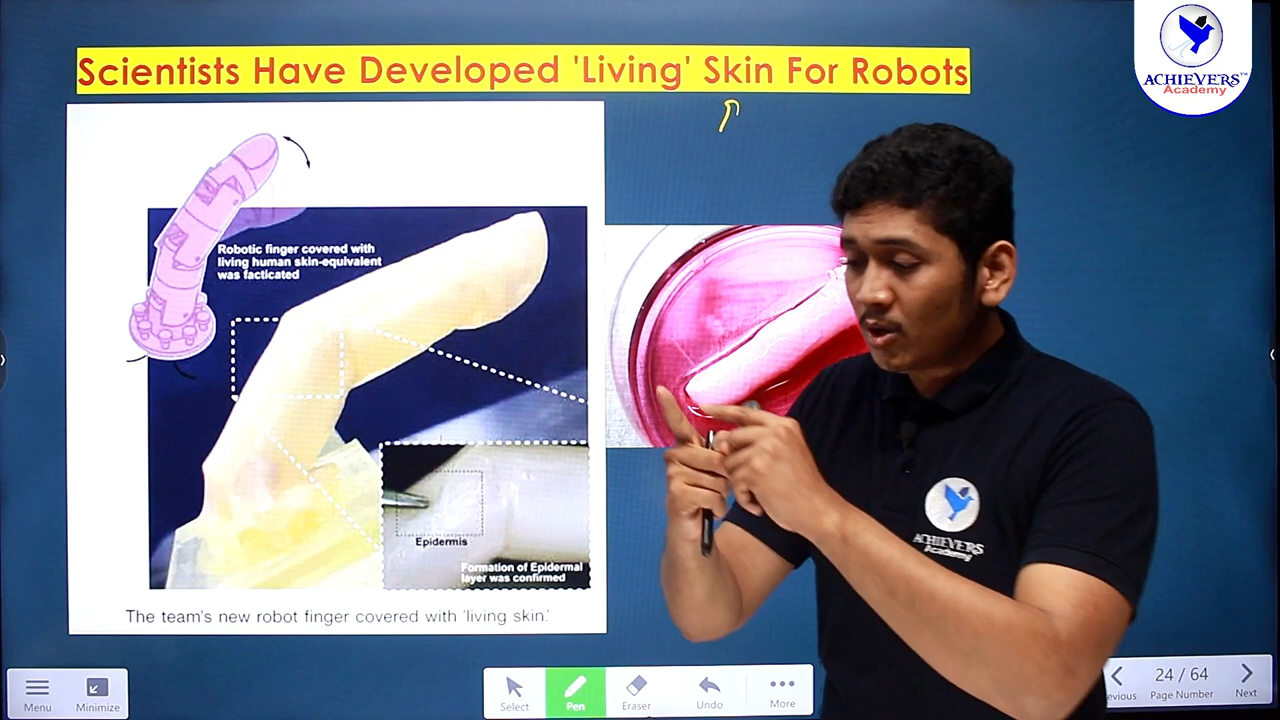 Scientists Have Developed 'Living' Skin For Robots
ACHIEVERS™
Academy
Robotic finger covered with
living human skin-equivalent
was facticated
Epidermis
Formation of Epidermal
layer was confirmed
The team's new robot finger covered with 'living skin.'
ACHIEVERS
Academy
Menu
Minimize
Select
Pen
Eraser
Undo
More
evious
24 / 64
Page Number
Next